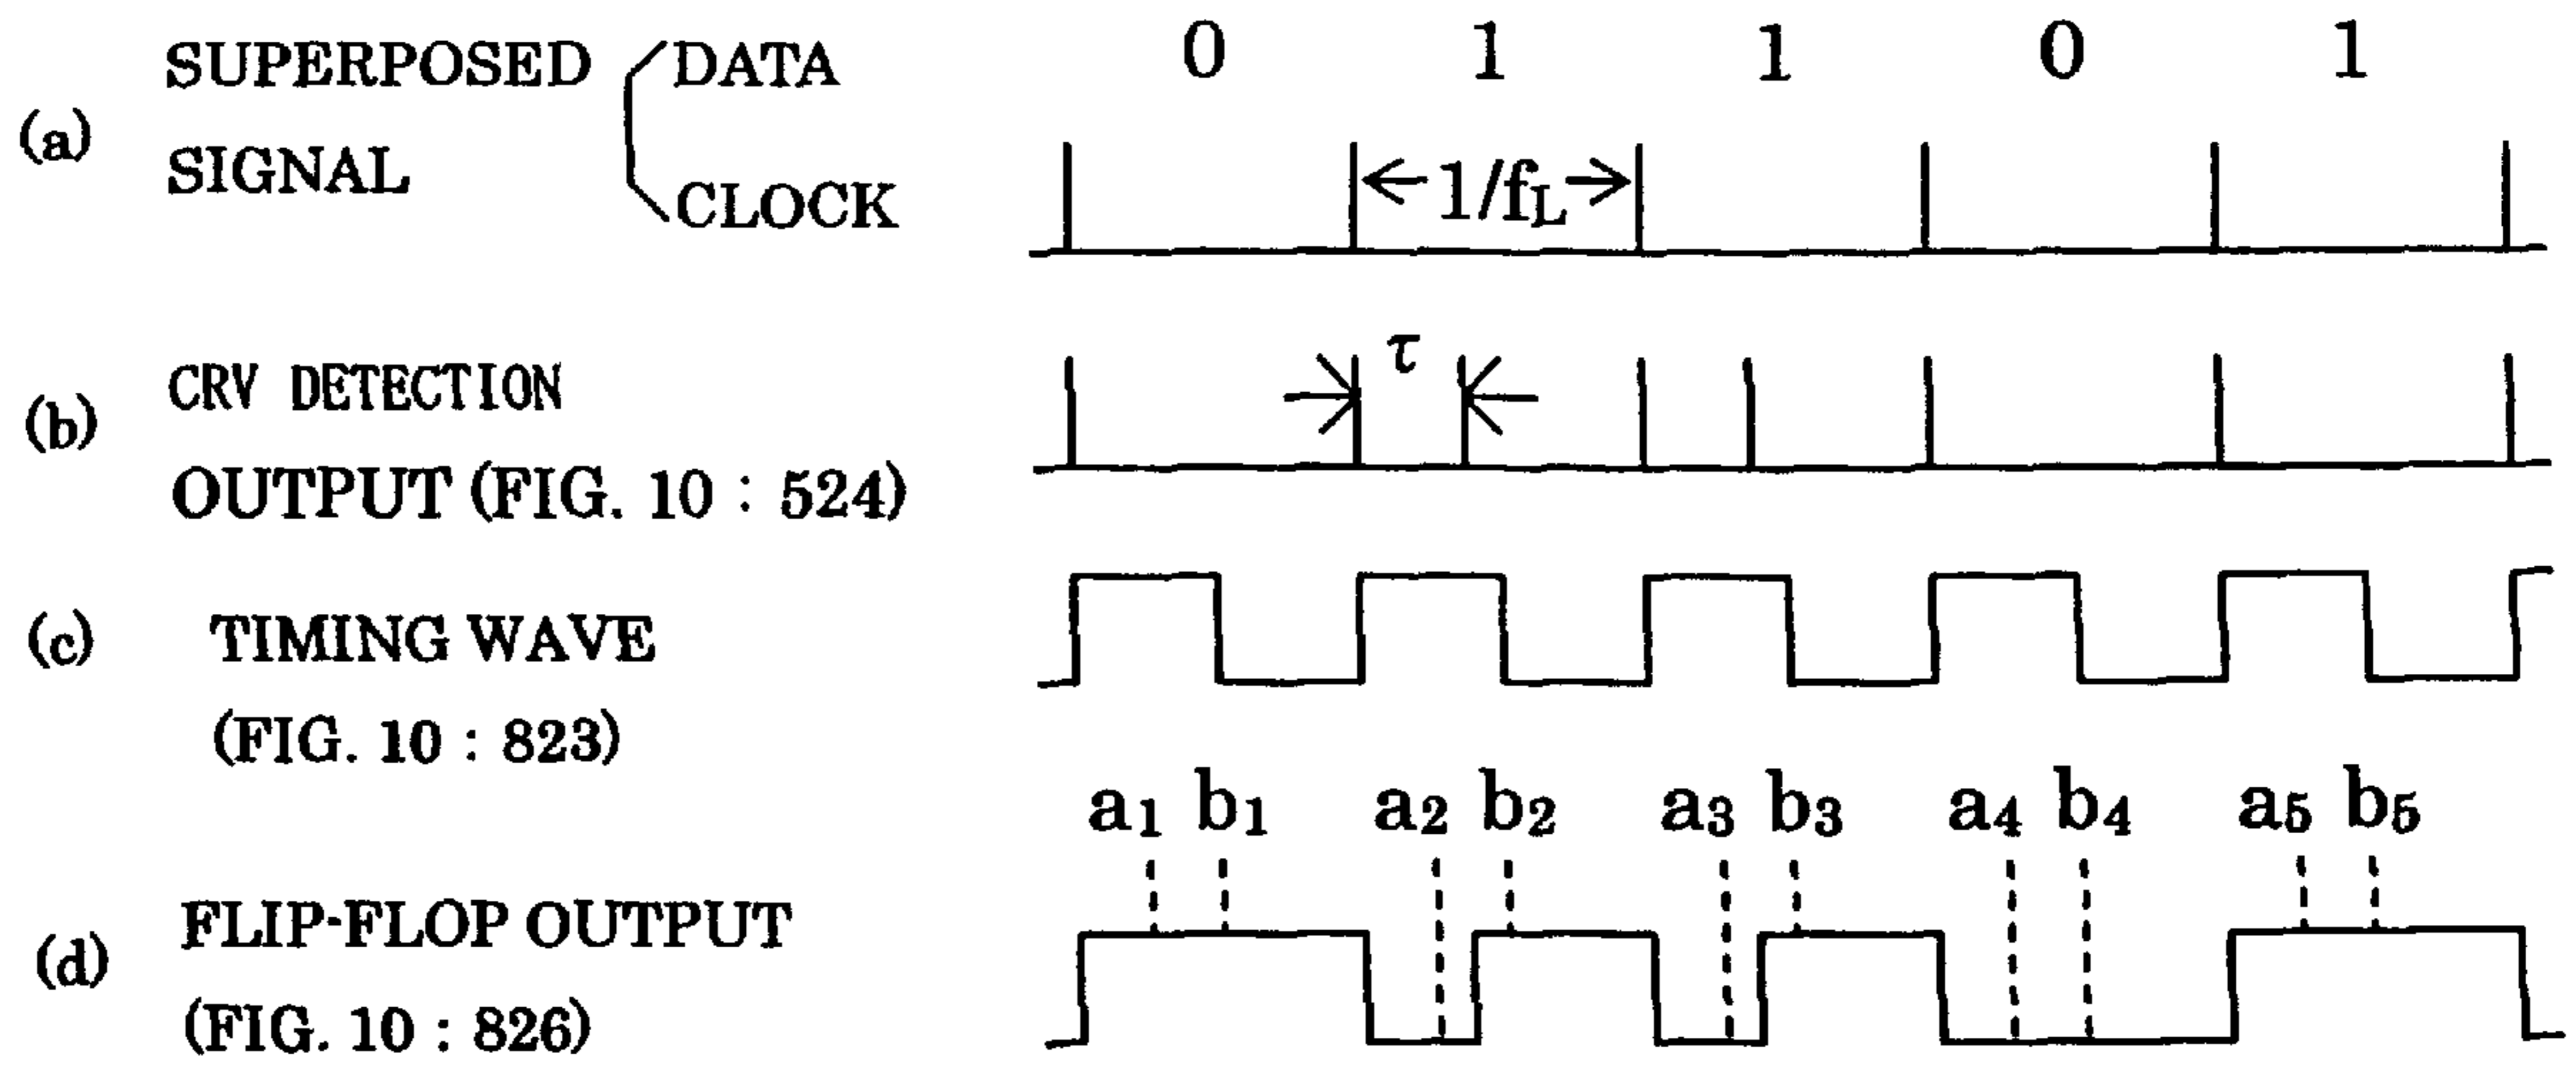 (a) SUPERPOSED SIGNAL DATA CLOCK
0 1 1 0 1
1/fL
(b) CRV DETECTION
OUTPUT (FIG. 10 : 524)
τ
(c) TIMING WAVE
(FIG. 10 : 823)
a1 b1 a2 b2 a3 b3 a4 b4 a5 b5
(d) FLIP-FLOP OUTPUT
(FIG. 10 : 826)